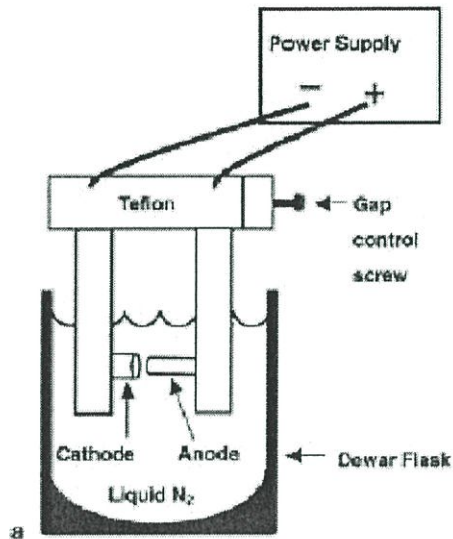 Power Supply
− +
Teflon
Gap
control
screw
Cathode Anode
Dewar Flask
Liquid N₂
a